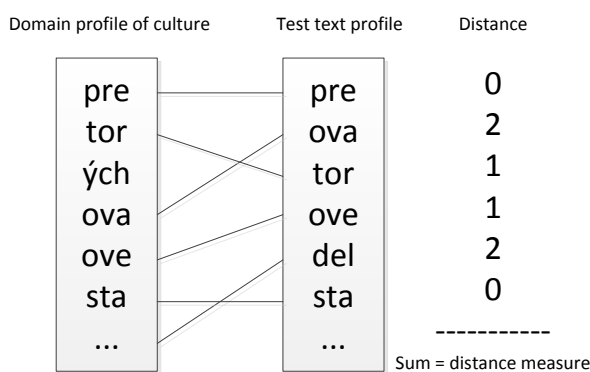 Domain profile of culture Test text profile Distance
pre pre 0
tor ova 2
ých tor 1
ova ove 1
ove del 2
sta sta 0
... ...
-----------
Sum = distance measure